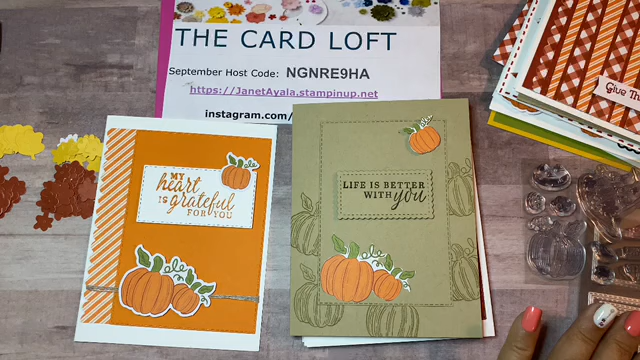 THE CARD LOFT
September Host Code: NGNRE9HA
https://JanetAyala.stampinup.net
instagram.com/
MY
heart
IS grateful
FOR YOU
LIFE IS BETTER
WITH you
Give Th